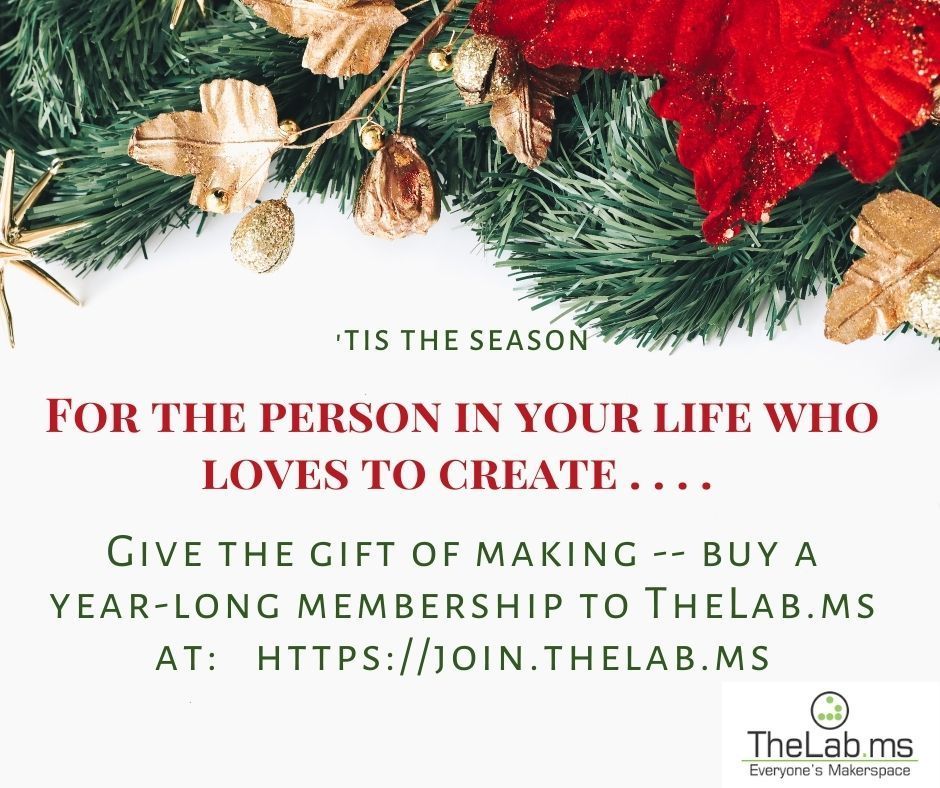 'TIS THE SEASON
FOR THE PERSON IN YOUR LIFE WHO
LOVES TO CREATE . . . .
GIVE THE GIFT OF MAKING -- BUY A
YEAR-LONG MEMBERSHIP TO THELAB.MS
AT: HTTPS://JOIN.THELAB.MS
TheLab.ms
Everyone's Makerspace